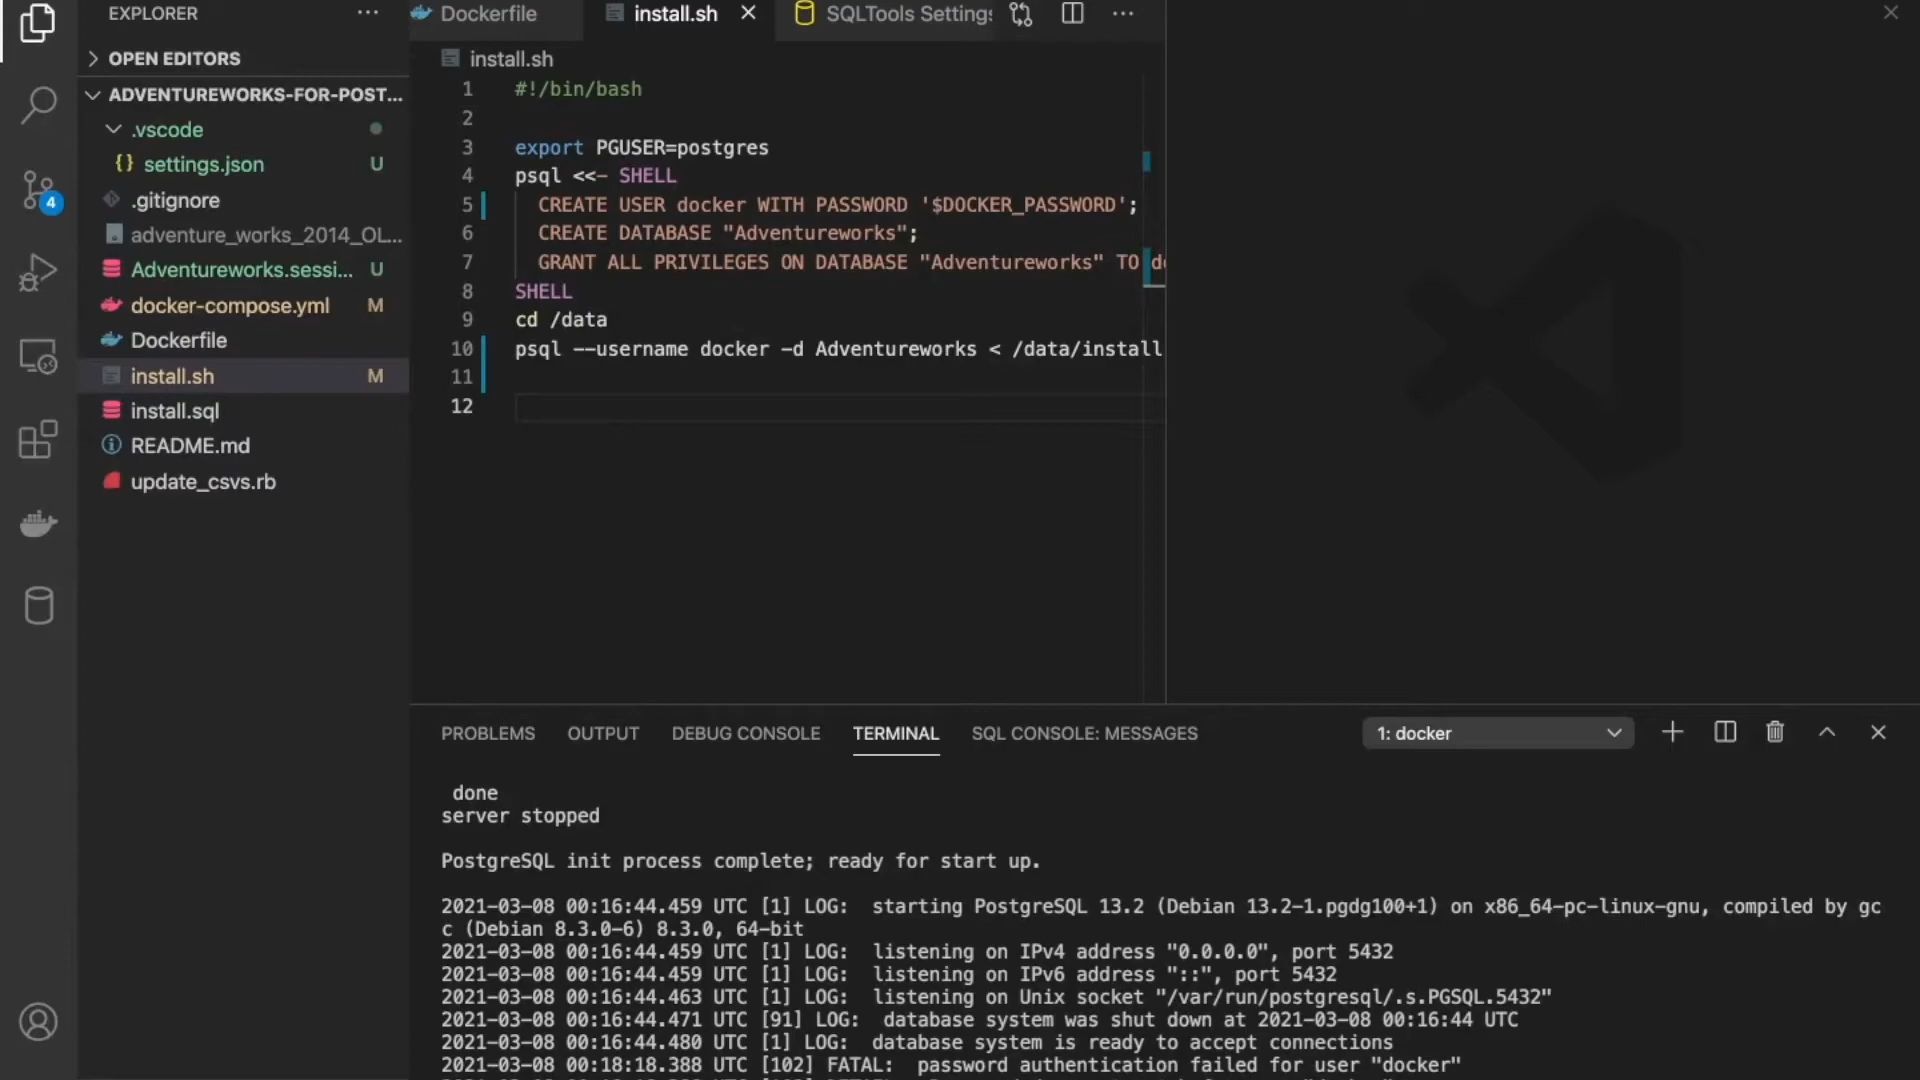 EXPLORER
OPEN EDITORS
ADVENTUREWORKS-FOR-POST...
.vscode
settings.json U
.gitignore
adventure_works_2014_OL...
Adventureworks.sessi... U
docker-compose.yml M
Dockerfile
install.sh M
install.sql
README.md
update_csvs.rb
4
Dockerfile
install.sh
SQLTools Settings
install.sh
1 #!/bin/bash
2
3 export PGUSER=postgres
4 psql <<- SHELL
5 CREATE USER docker WITH PASSWORD '$DOCKER_PASSWORD';
6 CREATE DATABASE "Adventureworks";
7 GRANT ALL PRIVILEGES ON DATABASE "Adventureworks" TO
8 SHELL
9 cd /data
10 psql --username docker -d Adventureworks < /data/install
11
12
PROBLEMS OUTPUT DEBUG CONSOLE TERMINAL SQL CONSOLE: MESSAGES
1: docker
done
server stopped
PostgreSQL init process complete; ready for start up.
2021-03-08 00:16:44.459 UTC [1] LOG:  starting PostgreSQL 13.2 (Debian 13.2-1.pgdg100+1) on x86_64-pc-linux-gnu, compiled by gc
c (Debian 8.3.0-6) 8.3.0, 64-bit
2021-03-08 00:16:44.459 UTC [1] LOG:  listening on IPv4 address "0.0.0.0", port 5432
2021-03-08 00:16:44.459 UTC [1] LOG:  listening on IPv6 address "::", port 5432
2021-03-08 00:16:44.463 UTC [1] LOG:  listening on Unix socket "/var/run/postgresql/.s.PGSQL.5432"
2021-03-08 00:16:44.471 UTC [91] LOG:  database system was shut down at 2021-03-08 00:16:44 UTC
2021-03-08 00:16:44.480 UTC [1] LOG:  database system is ready to accept connections
2021-03-08 00:18:18.388 UTC [102] FATAL:  password authentication failed for user "docker"